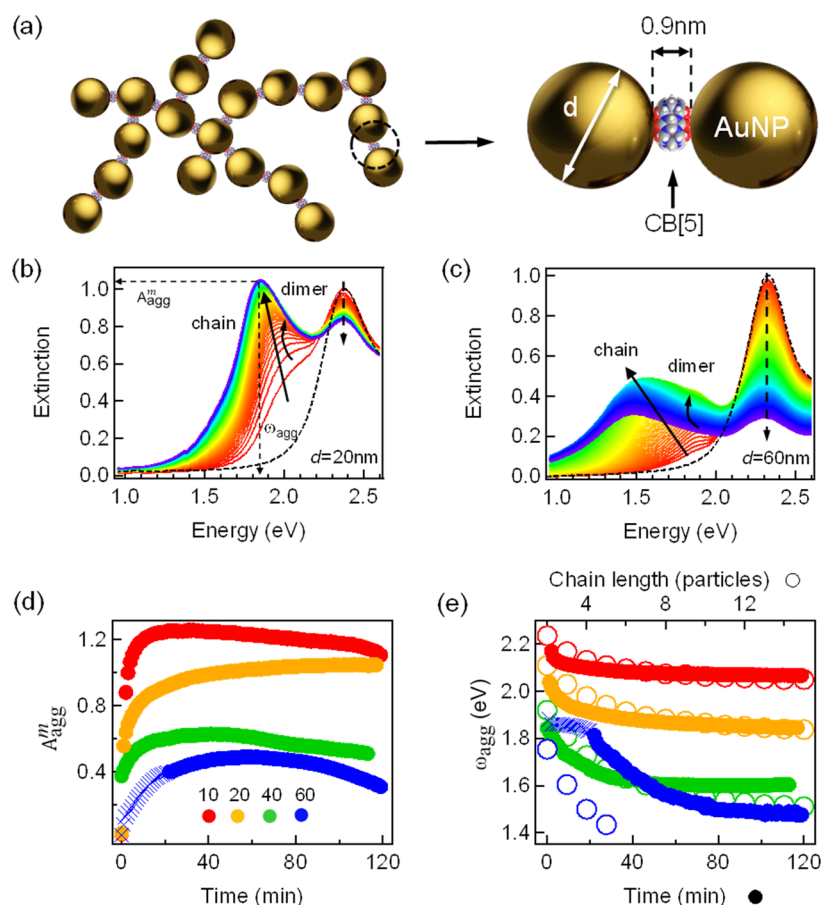 (a)
0.9nm
d
AuNP
CB[5]
(b)
(c)
1.0
0.8
0.6
0.4
0.2
0.0
Extinction
A^m_agg
chain
dimer
ω_agg
d=20nm
1.0
1.5
2.0
2.5
Energy (eV)
1.0
0.8
0.6
0.4
0.2
0.0
Extinction
chain
dimer
d=60nm
1.0
1.5
2.0
2.5
Energy (eV)
(d)
(e)
1.2
0.8
0.4
A^m_agg
10 20 40 60
0
40
80
120
Time (min)
Chain length (particles) ○
4
8
12
2.2
2.0
1.8
1.6
1.4
ω_agg (eV)
0
40
80
120
Time (min) ●